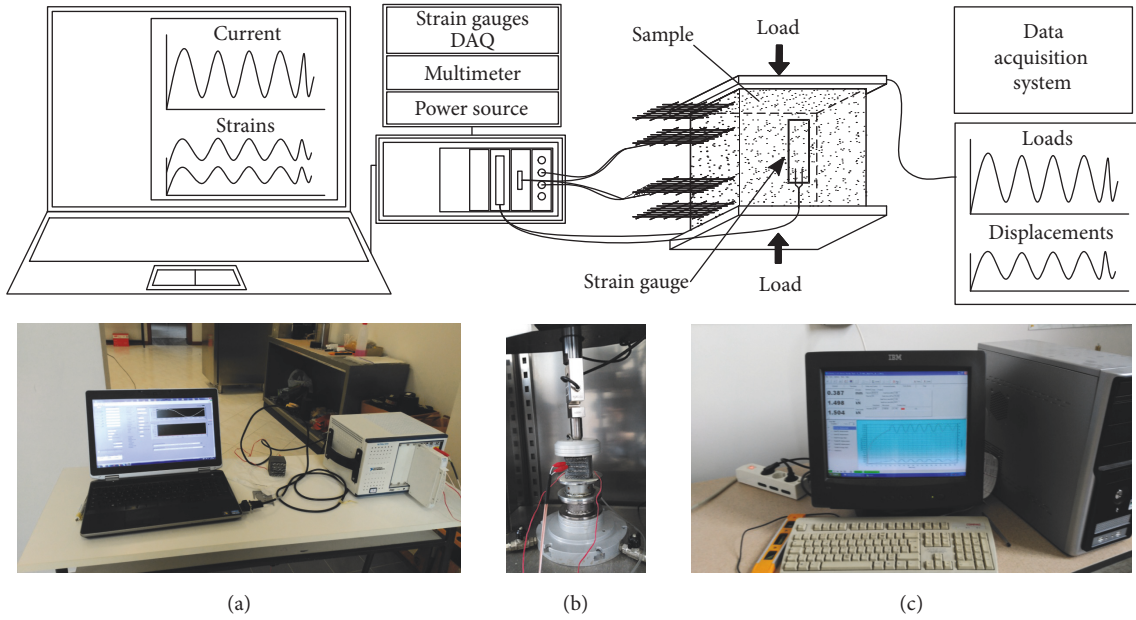 Current
Strains
Strain gauges
DAQ
Multimeter
Power source
Sample
Load
Strain gauge
Load
Data
acquisition
system
Loads
Displacements
IBM
(a)
(b)
(c)